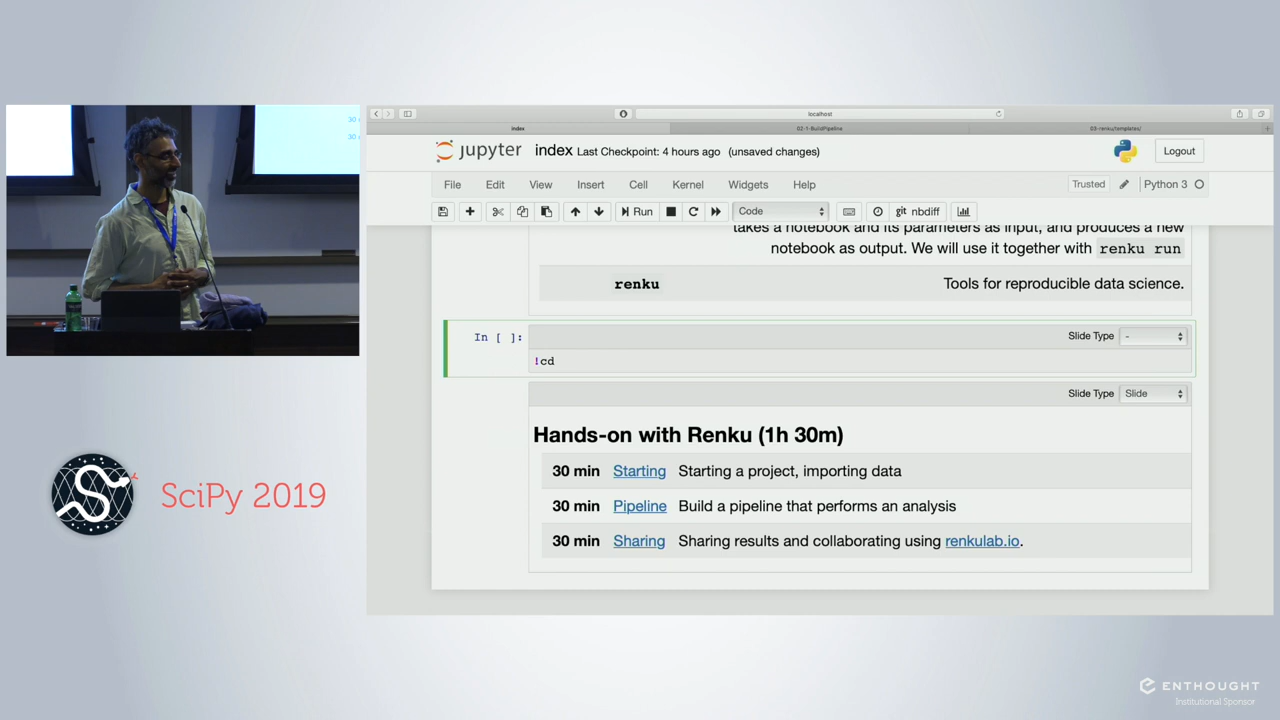 30
30
localhost
index
02-1-BuildPipeline
03-renku/templates/
jupyter index Last Checkpoint: 4 hours ago (unsaved changes)
Logout
File Edit View Insert Cell Kernel Widgets Help
Trusted Python 3
Run Code git nbdiff
takes a notebook and its parameters as input, and produces a new
notebook as output. We will use it together with renku run
renku Tools for reproducible data science.
In [ ]:
Slide Type -
!cd
Slide Type Slide
Hands-on with Renku (1h 30m)
30 min Starting Starting a project, importing data
30 min Pipeline Build a pipeline that performs an analysis
30 min Sharing Sharing results and collaborating using renkulab.io.
SciPy 2019
ENTHOUGHT
Institutional Sponsor